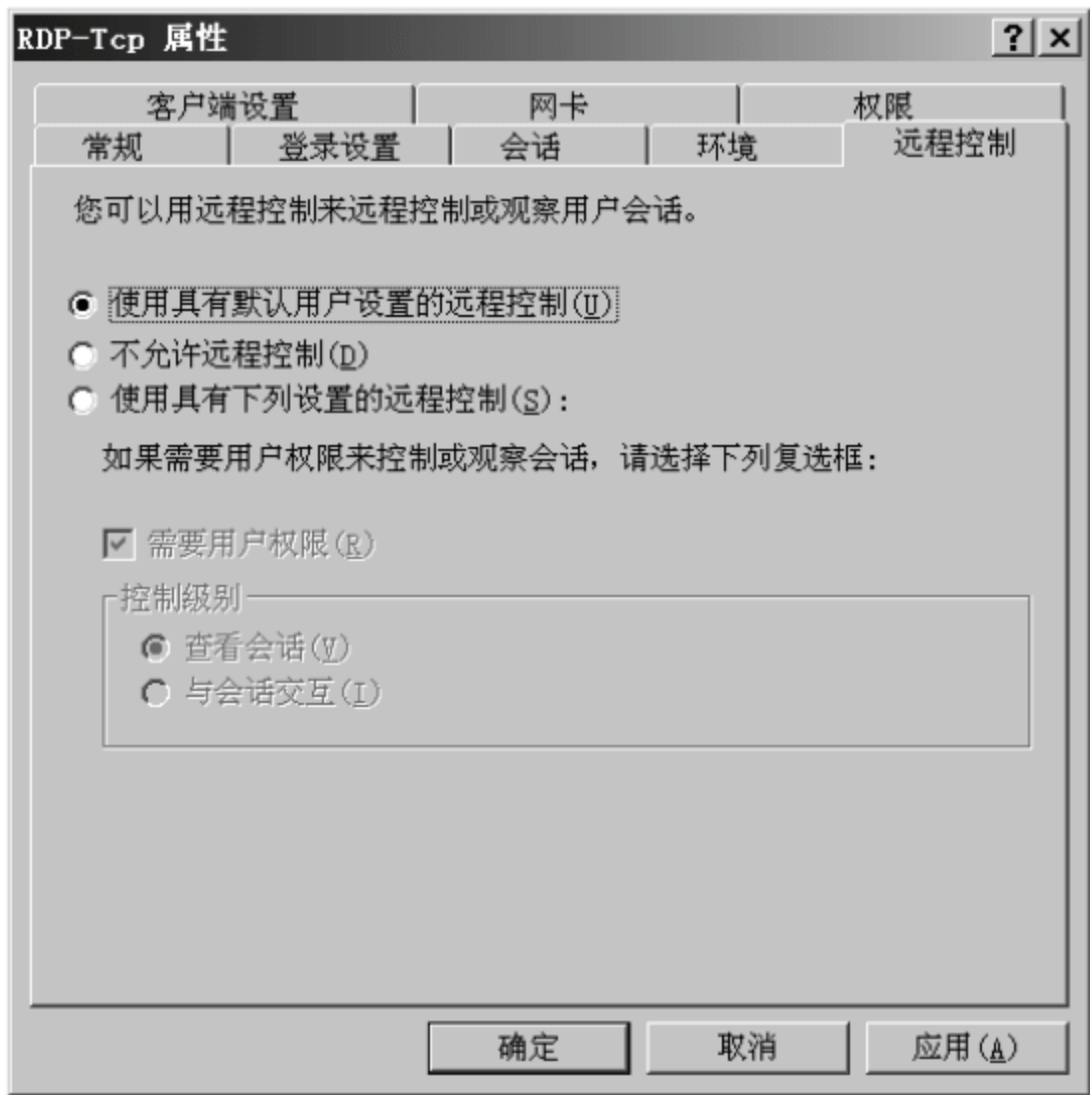 RDP-Tcp 属性
客户端设置 网卡 权限
常规 登录设置 会话 环境 远程控制
您可以用远程控制来远程控制或观察用户会话。
使用具有默认用户设置的远程控制(U)
不允许远程控制(D)
使用具有下列设置的远程控制(S):
如果需要用户权限来控制或观察会话,请选择下列复选框:
需要用户权限(R)
控制级别
查看会话(V)
与会话交互(I)
确定 取消 应用(A)